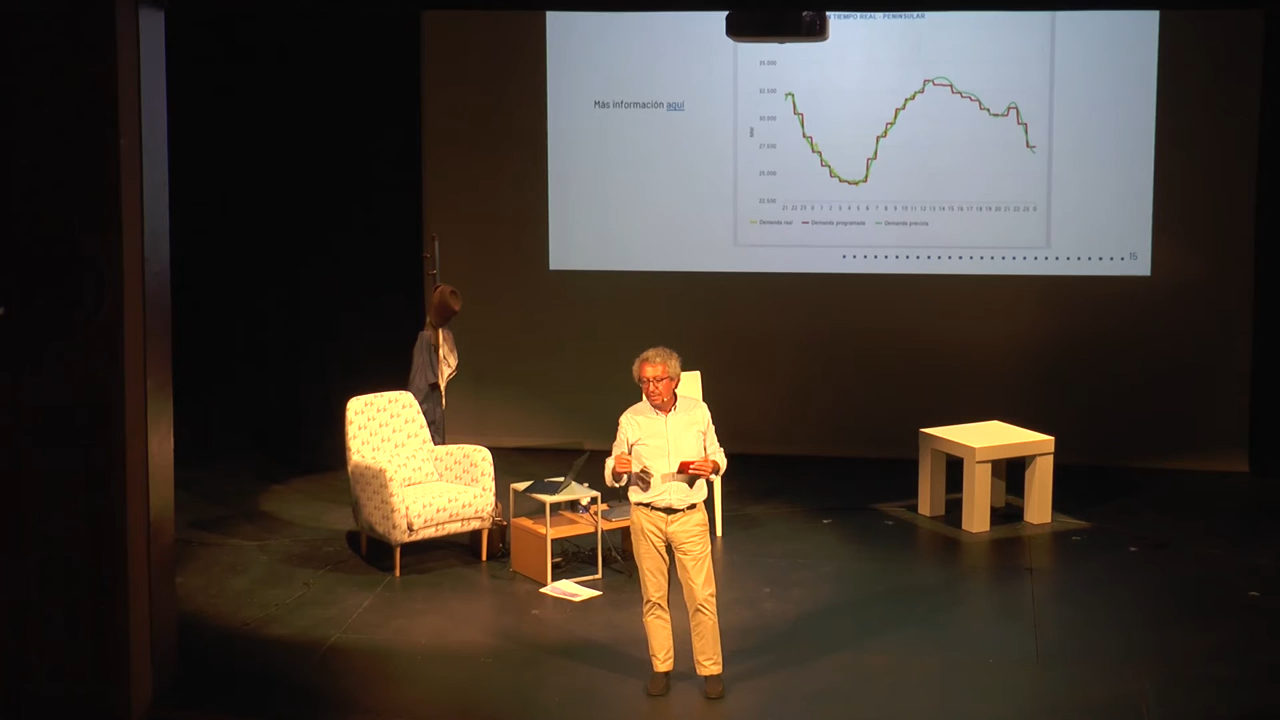 TIEMPO REAL - PENINSULAR
Más información aquí
35.000
32.500
30.000
27.500
25.000
22.500
MW
21 22 23 0 1 2 3 4 5 6 7 8 9 10 11 12 13 14 15 16 17 18 19 20 21 22 23 0
Demanda real Demanda programada Demanda prevista
15